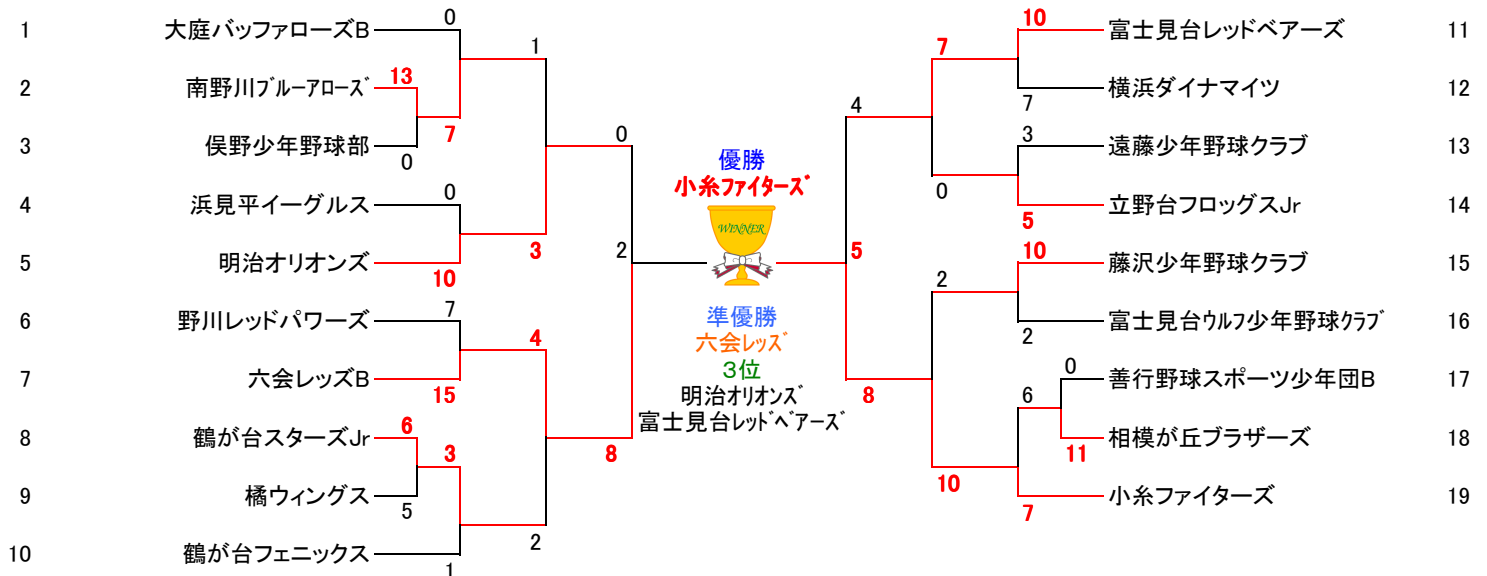 1 大庭バッファローズB 0
2 南野川ﾌﾞﾙｰｱﾛｰｽﾞ 13
3 俣野少年野球部 0
7
1
4 浜見平イーグルス 0
5 明治オリオンズ 10
3
0
6 野川レッドパワーズ 7
7 六会レッズB 15
4
8 鶴が台スターズJr 6
9 橘ウィングス 5
3
10 鶴が台フェニックス 1
2
8
2
優勝
小糸ﾌｧｲﾀｰｽﾞ
WINNER
準優勝
六会ﾚｯｽﾞ
３位
明治ｵﾘｵﾝｽﾞ
富士見台ﾚｯﾄﾞﾍﾞｱｰｽﾞ
5
4
7
10 富士見台レッドベアーズ 11
7 横浜ダイナマイツ 12
0
3 遠藤少年野球クラブ 13
5 立野台フロッグスJr 14
8
2
10 藤沢少年野球クラブ 15
2 富士見台ｳﾙﾌ少年野球ｸﾗﾌﾞ 16
10
6
0 善行野球スポーツ少年団B 17
11 相模が丘ブラザーズ 18
7 小糸ファイターズ 19